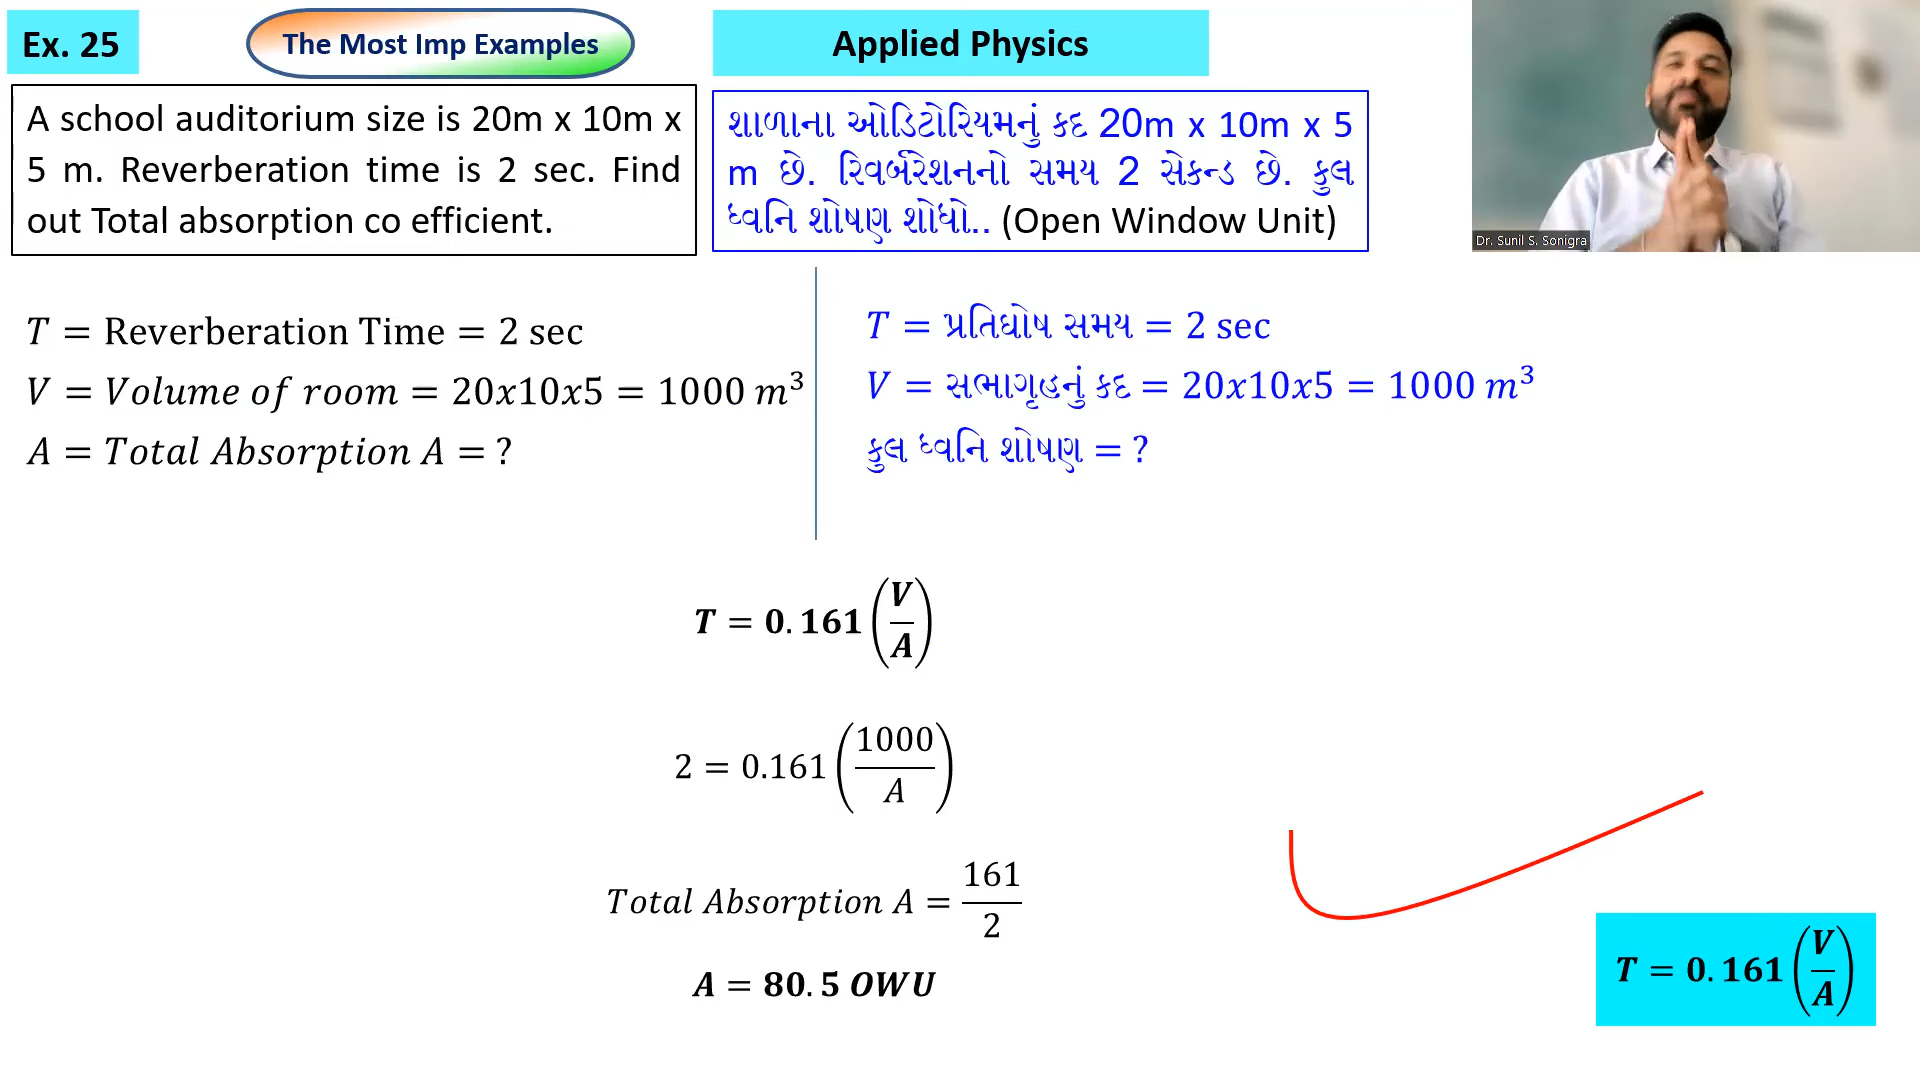 Ex. 25
The Most Imp Examples
Applied Physics
A school auditorium size is 20m x 10m x
5 m. Reverberation time is 2 sec. Find
out Total absorption co efficient.
શાળાના ઓડિટોરિયમનું કદ 20m x 10m x 5
m છે. રિવર્બરેશનનો સમય 2 સેકન્ડ છે. કુલ
ધ્વનિ શોષણ શોધો.. (Open Window Unit)
Dr. Sunil S. Sonigra
T = Reverberation Time = 2 sec
V = Volume of room = 20x10x5 = 1000 m³
A = Total Absorption A = ?
T = પ્રતિઘોષ સમય = 2 sec
V = સભાગૃહનું કદ = 20x10x5 = 1000 m³
કુલ ધ્વનિ શોષણ = ?
T = 0.161 (V/A)
2 = 0.161 (1000/A)
Total Absorption A = 161/2
A = 80.5 OWU
T = 0.161 (V/A)